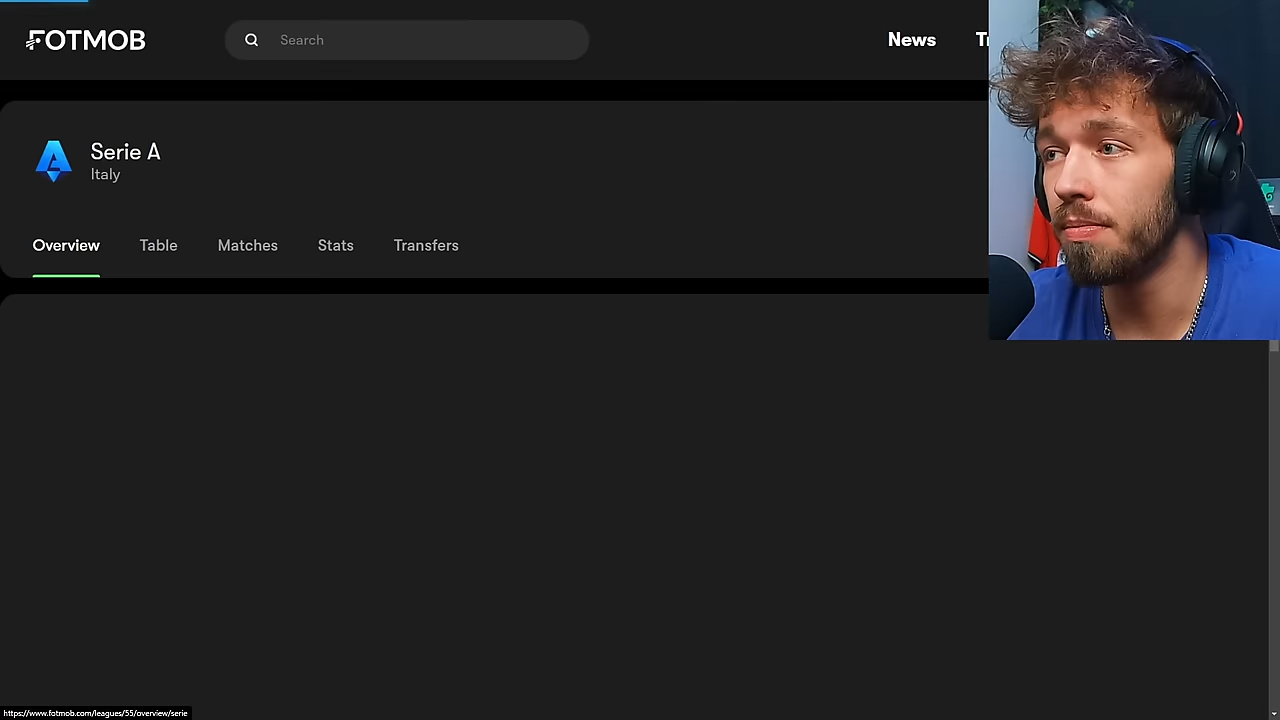 FOTMOB
Search
News
Serie A
Italy
Overview
Table
Matches
Stats
Transfers
https://www.fotmob.com/leagues/55/overview/serie